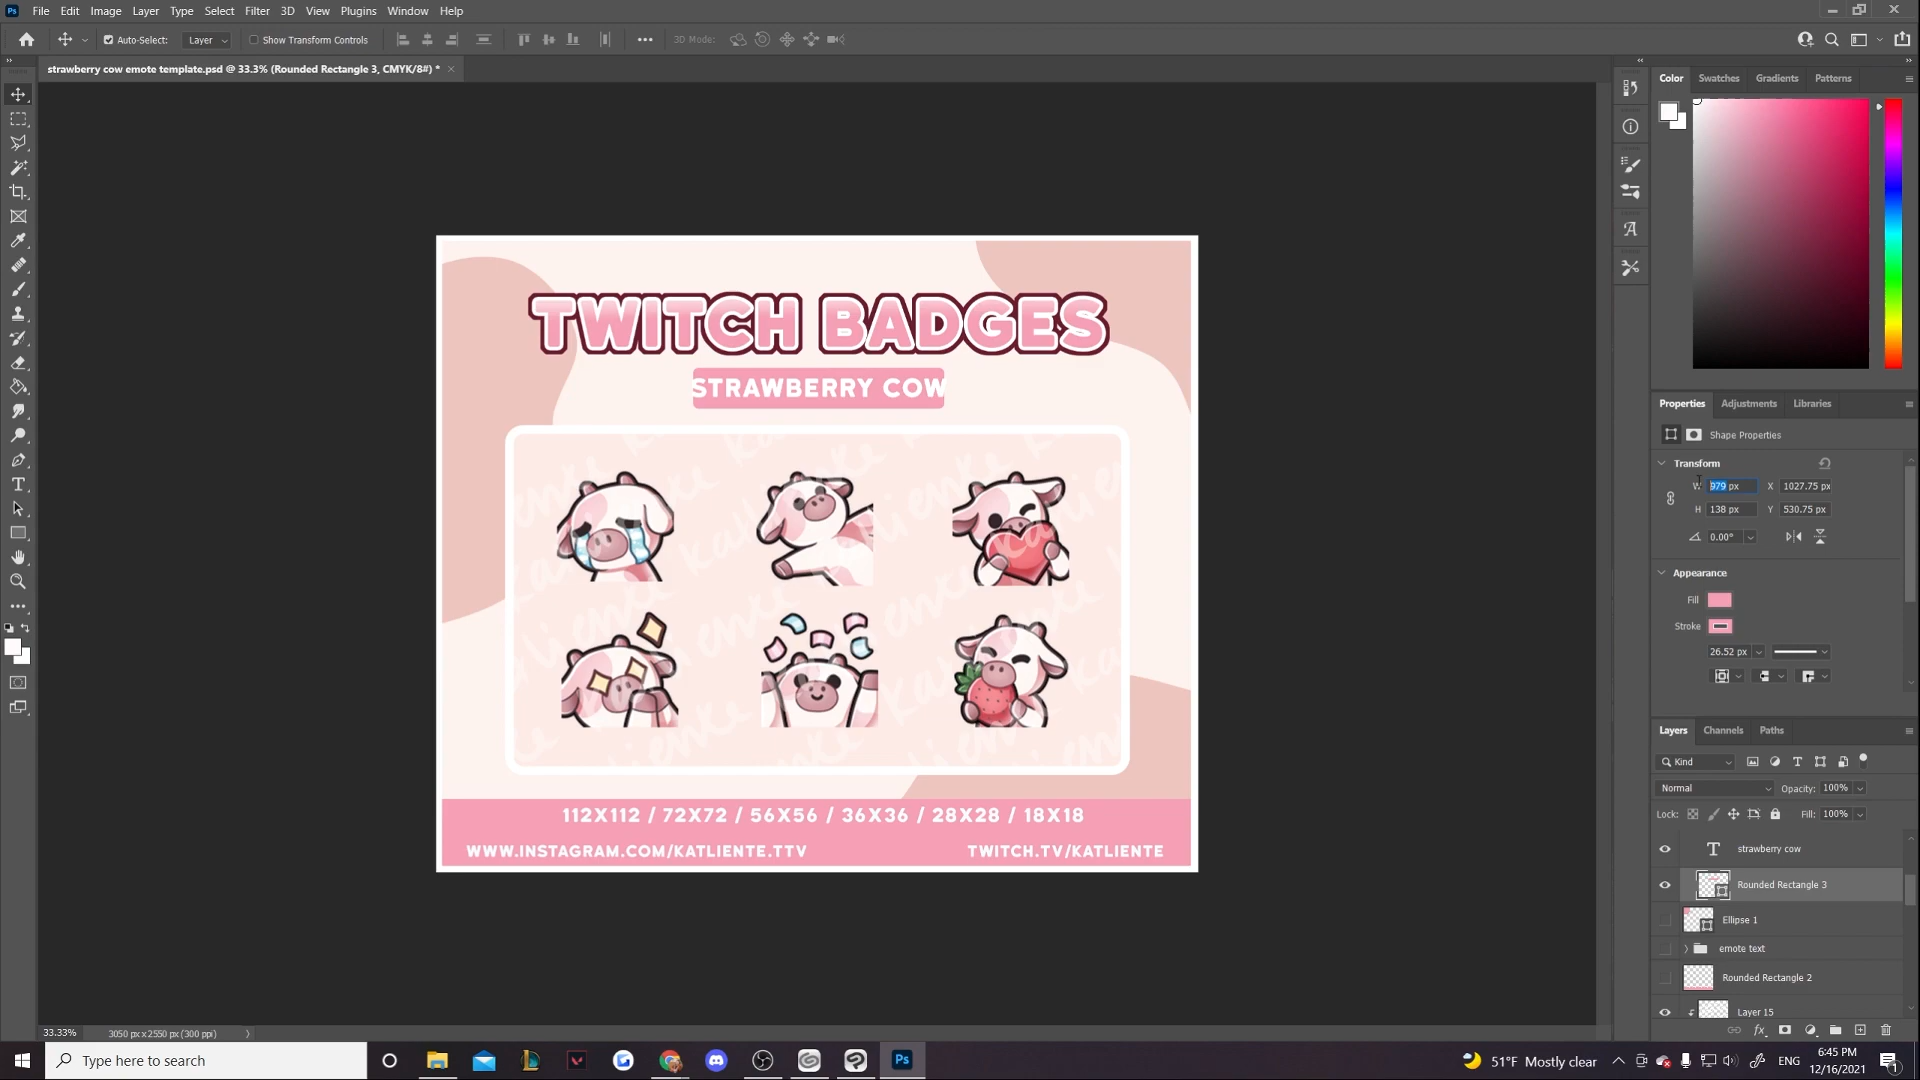 File Edit Image Layer Type Select Filter 3D View Plugins Window Help
Auto-Select: Layer Show Transform Controls 3D Mode:
strawberry cow emote template.psd @ 33.3% (Rounded Rectangle 3, CMYK/8#) *
Color Swatches Gradients Patterns
TWITCH BADGES
STRAWBERRY COW
112X112 / 72X72 / 56X56 / 36X36 / 28X28 / 18X18
WWW.INSTAGRAM.COM/KATLIENTE.TTV TWITCH.TV/KATLIENTE
Properties Adjustments Libraries
Shape Properties
Transform
W 979 px X 1027.75 px
H 138 px Y 530.75 px
0.00°
Appearance
Fill
Stroke
26.52 px
Layers Channels Paths
Kind
Normal Opacity: 100%
Lock: Fill: 100%
strawberry cow
Rounded Rectangle 3
Ellipse 1
emote text
Rounded Rectangle 2
Layer 15
fx
33.33% 3050 px x 2550 px (300 ppi)
Type here to search
Ps
51°F Mostly clear
ENG
6:45 PM
12/16/2021